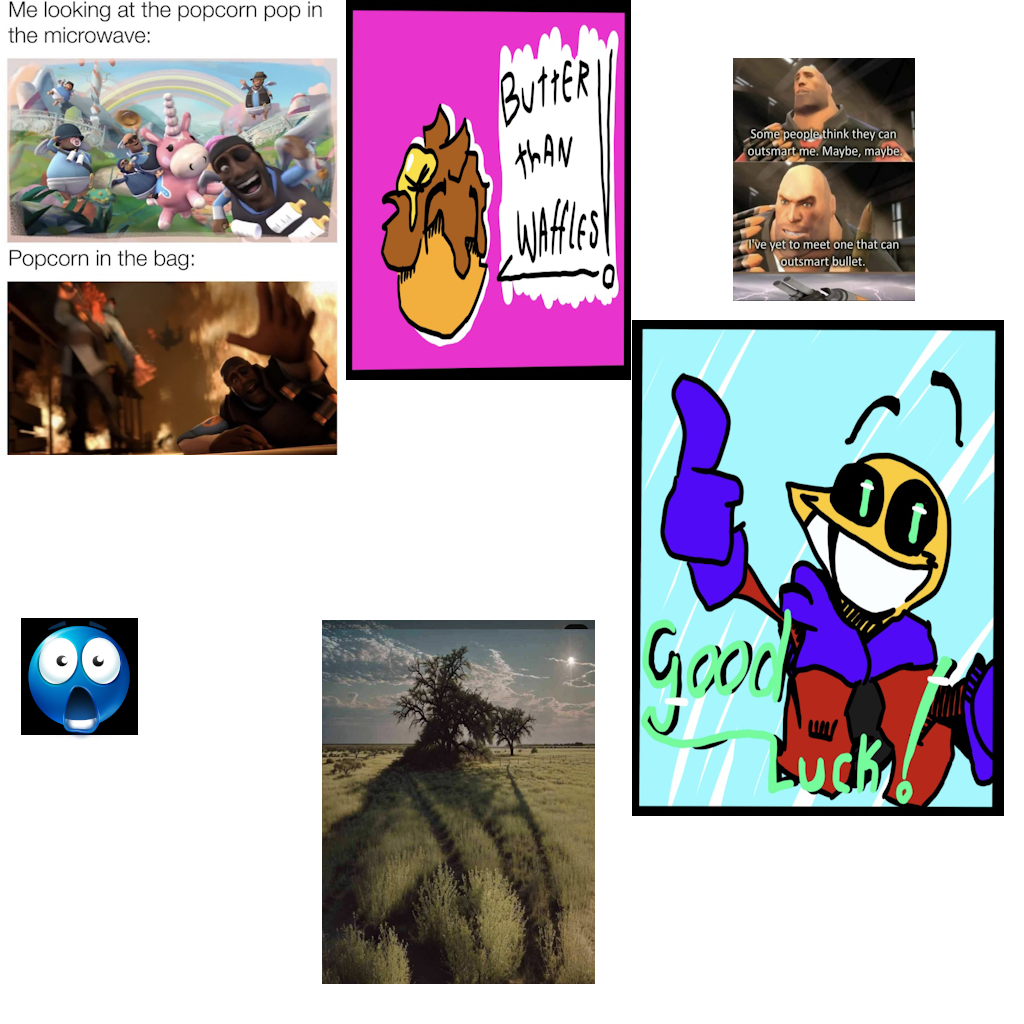 Me looking at the popcorn pop in
the microwave:
Popcorn in the bag:
BuTTER
thAN
WAffLES!!
Some people think they can
outsmart me. Maybe, maybe.
I've yet to meet one that can
outsmart bullet.
Good
Luck!